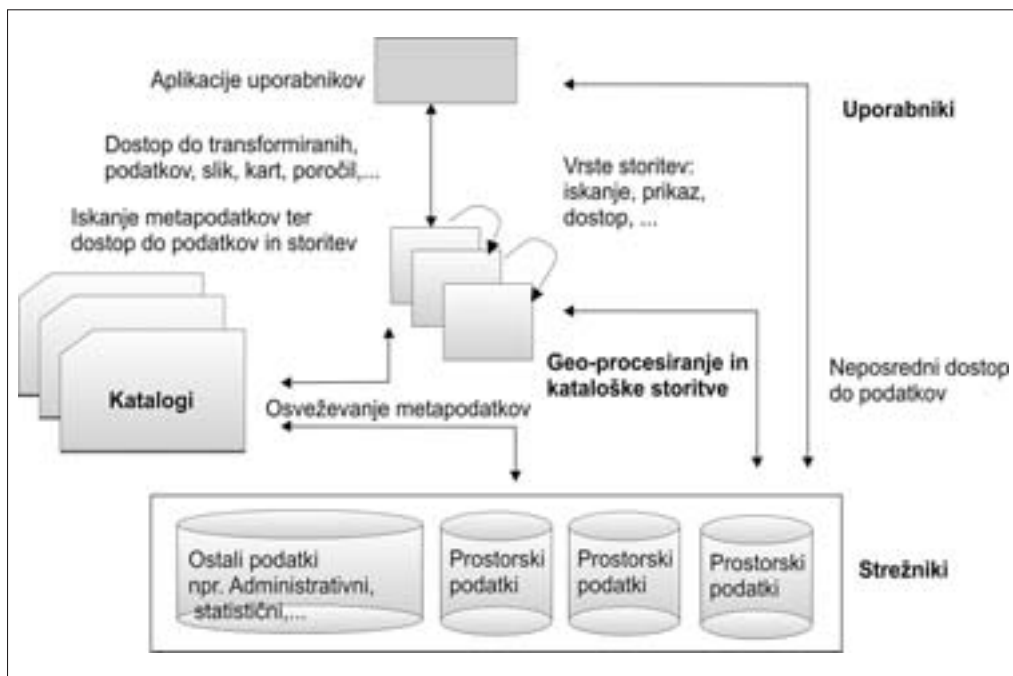 Aplikacije uporabnikov
Uporabniki
Dostop do transformiranih,
podatkov, slik, kart, poročil,...
Vrste storitev:
iskanje, prikaz,
dostop, ...
Iskanje metapodatkov ter
dostop do podatkov in storitev
Geo-procesiranje in
kataloške storitve
Neposredni dostop
do podatkov
Katalogi
Osveževanje metapodatkov
Ostali podatki
npr. Administrativni,
statistični,...
Prostorski
podatki
Prostorski
podatki
Prostorski
podatki
Strežniki